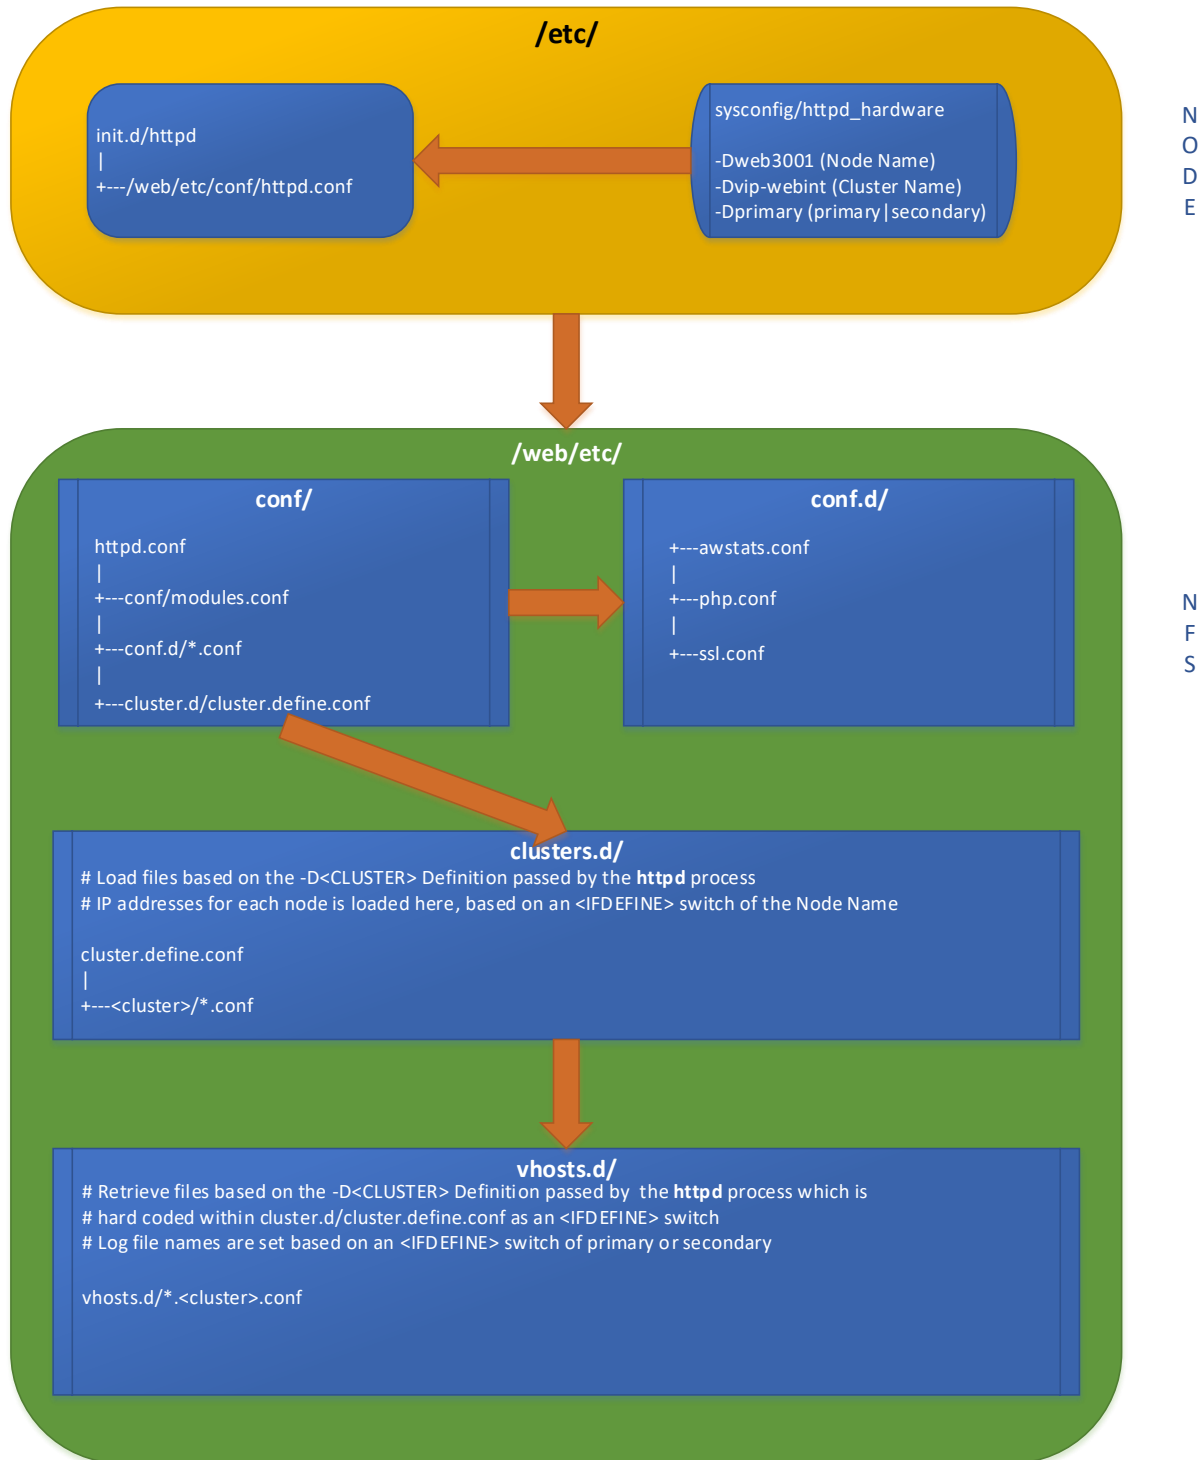 /etc/
init.d/httpd
|
+---/web/etc/conf/httpd.conf
sysconfig/httpd_hardware
-Dweb3001 (Node Name)
-Dvip-webint (Cluster Name)
-Dprimary (primary|secondary)
N
O
D
E
/web/etc/
conf/
httpd.conf
|
+---conf/modules.conf
|
+---conf.d/*.conf
|
+---cluster.d/cluster.define.conf
conf.d/
+---awstats.conf
|
+---php.conf
|
+---ssl.conf
N
F
S
clusters.d/
# Load files based on the -D<CLUSTER> Definition passed by the httpd process
# IP addresses for each node is loaded here, based on an <IFDEFINE> switch of the Node Name
cluster.define.conf
|
+---<cluster>/*.conf
vhosts.d/
# Retrieve files based on the -D<CLUSTER> Definition passed by the httpd process which is
# hard coded within cluster.d/cluster.define.conf as an <IFDEFINE> switch
# Log file names are set based on an <IFDEFINE> switch of primary or secondary
vhosts.d/*.<cluster>.conf